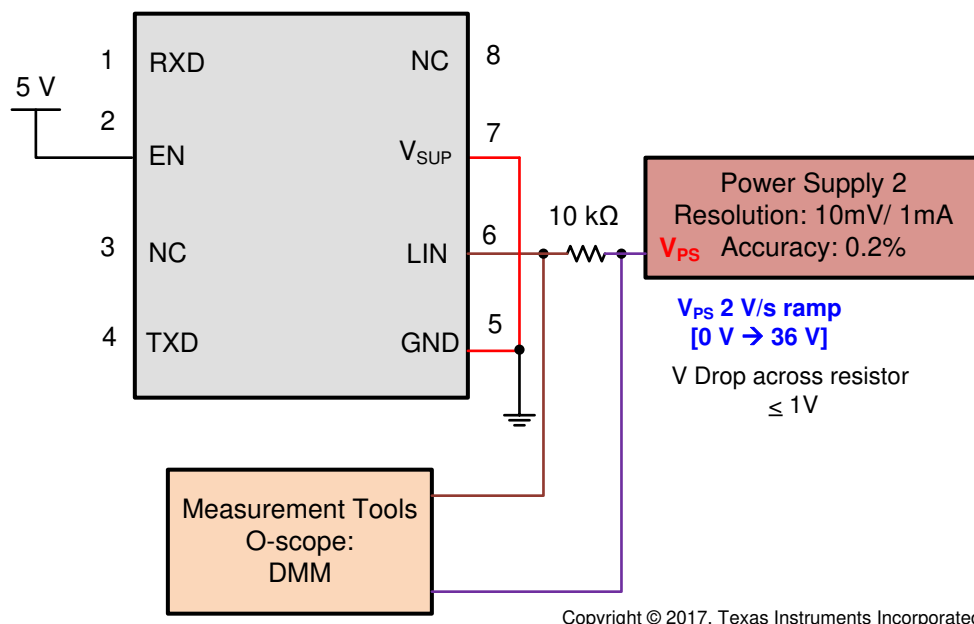 1 RXD NC 8
5 V
2 EN V_SUP 7
10 kΩ
3 NC LIN 6
4 TXD GND 5
Power Supply 2
Resolution: 10mV/ 1mA
V_PS Accuracy: 0.2%
V_PS 2 V/s ramp
[0 V → 36 V]
V Drop across resistor
≤ 1V
Measurement Tools
O-scope:
DMM
Copyright © 2017, Texas Instruments Incorporated